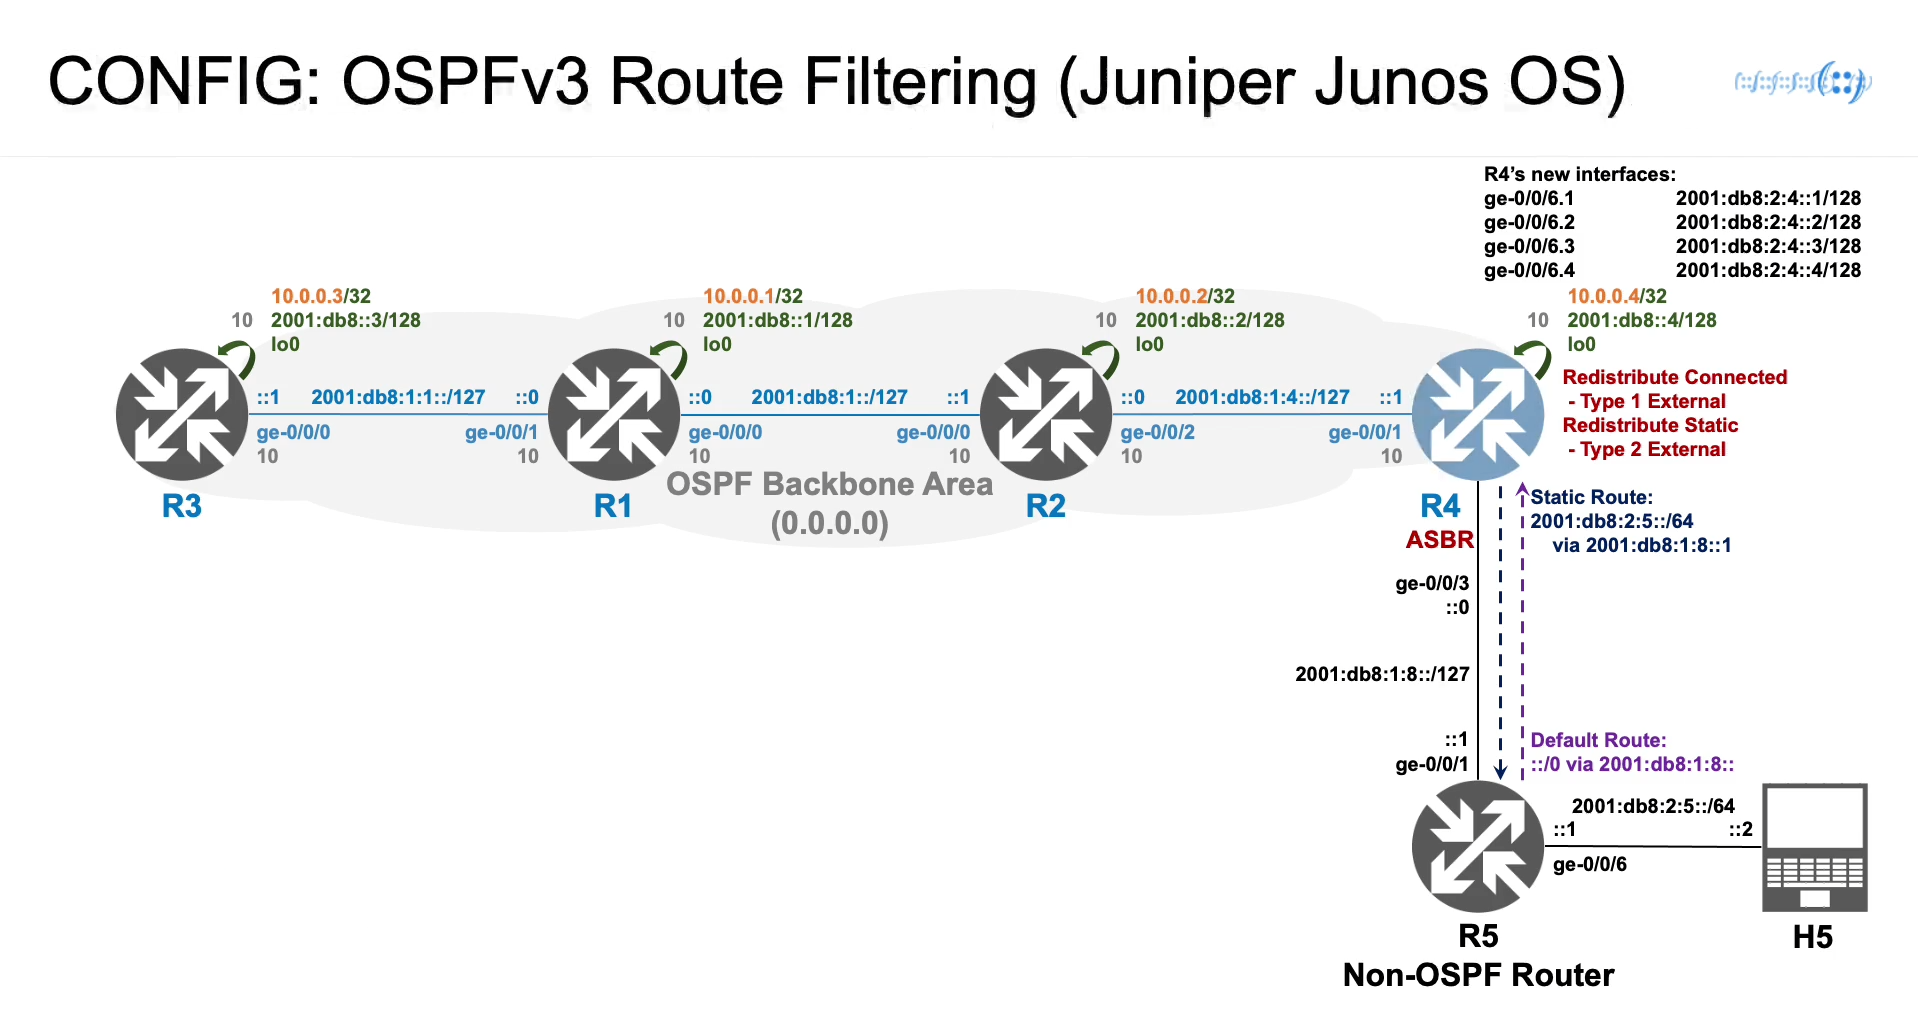 CONFIG: OSPFv3 Route Filtering (Juniper Junos OS)
R4’s new interfaces:
ge-0/0/6.1 2001:db8:2:4::1/128
ge-0/0/6.2 2001:db8:2:4::2/128
ge-0/0/6.3 2001:db8:2:4::3/128
ge-0/0/6.4 2001:db8:2:4::4/128
10.0.0.3/32
10 2001:db8::3/128
lo0
10.0.0.1/32
10 2001:db8::1/128
lo0
10.0.0.2/32
10 2001:db8::2/128
lo0
10.0.0.4/32
10 2001:db8::4/128
lo0
Redistribute Connected
- Type 1 External
Redistribute Static
- Type 2 External
::1 2001:db8:1:1::/127 ::0
ge-0/0/0 ge-0/0/1
10 10
::0 2001:db8:1::/127 ::1
ge-0/0/0 ge-0/0/0
10 10
::0 2001:db8:1:4::/127 ::1
ge-0/0/2 ge-0/0/1
10 10
OSPF Backbone Area
(0.0.0.0)
R3
R1
R2
R4
ASBR
Static Route:
2001:db8:2:5::/64
via 2001:db8:1:8::1
ge-0/0/3
::0
2001:db8:1:8::/127
::1
ge-0/0/1
Default Route:
::/0 via 2001:db8:1:8::
2001:db8:2:5::/64
::1 ::2
ge-0/0/6
R5
Non-OSPF Router
H5